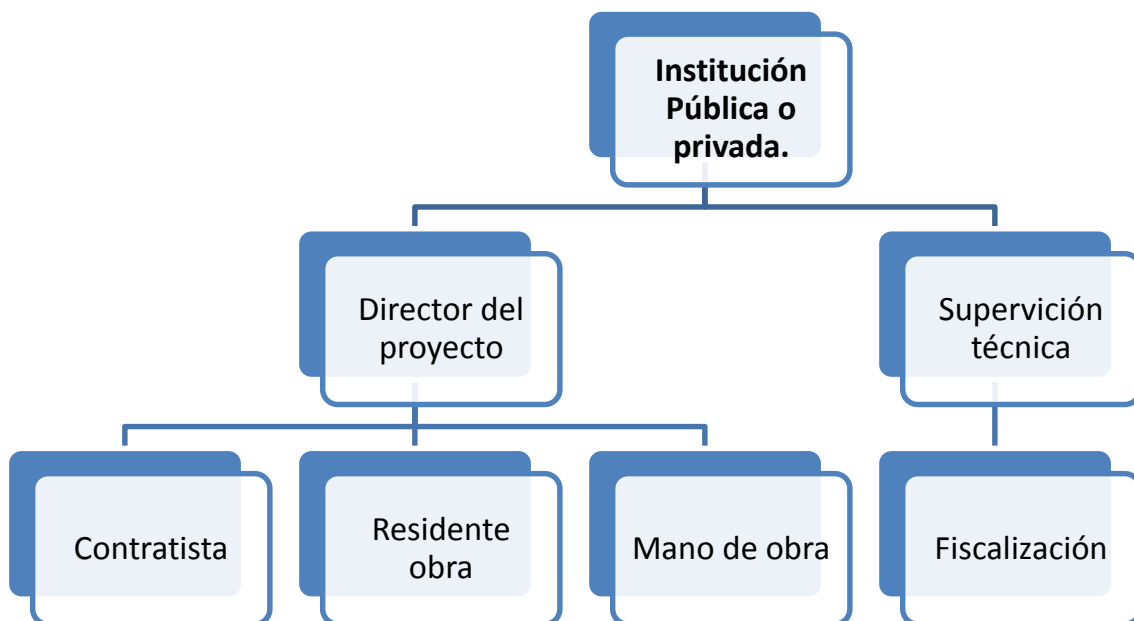 Institución
Pública o
privada.
Director del
proyecto
Supervición
técnica
Contratista
Residente
obra
Mano de obra
Fiscalización